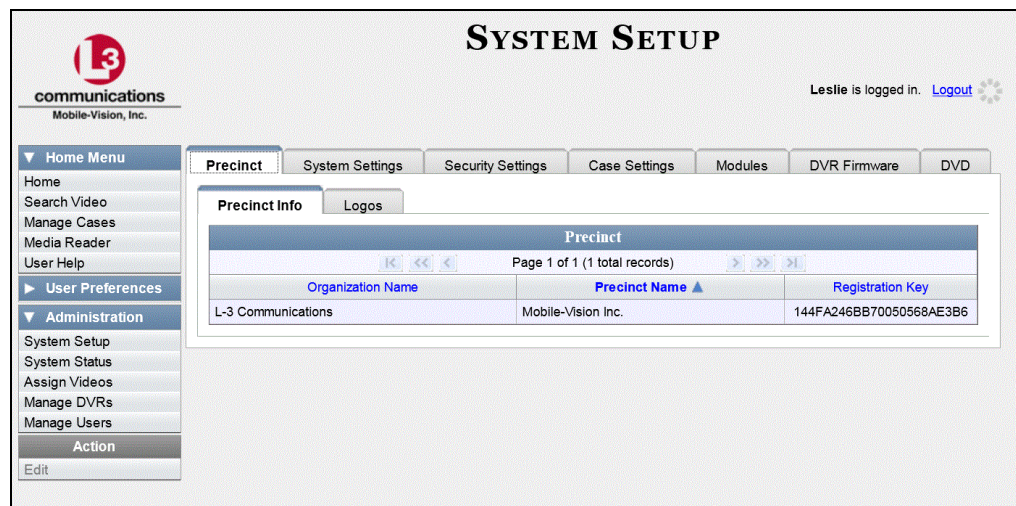 SYSTEM SETUP
L3
communications
Mobile-Vision, Inc.
Leslie is logged in. Logout
▼ Home Menu
Home
Search Video
Manage Cases
Media Reader
User Help
▶ User Preferences
▼ Administration
System Setup
System Status
Assign Videos
Manage DVRs
Manage Users
Action
Edit
Precinct System Settings Security Settings Case Settings Modules DVR Firmware DVD
Precinct Info Logos
Precinct
|< << < Page 1 of 1 (1 total records) > >> >|
Organization Name Precinct Name ▲ Registration Key
L-3 Communications Mobile-Vision Inc. 144FA246BB70050568AE3B6